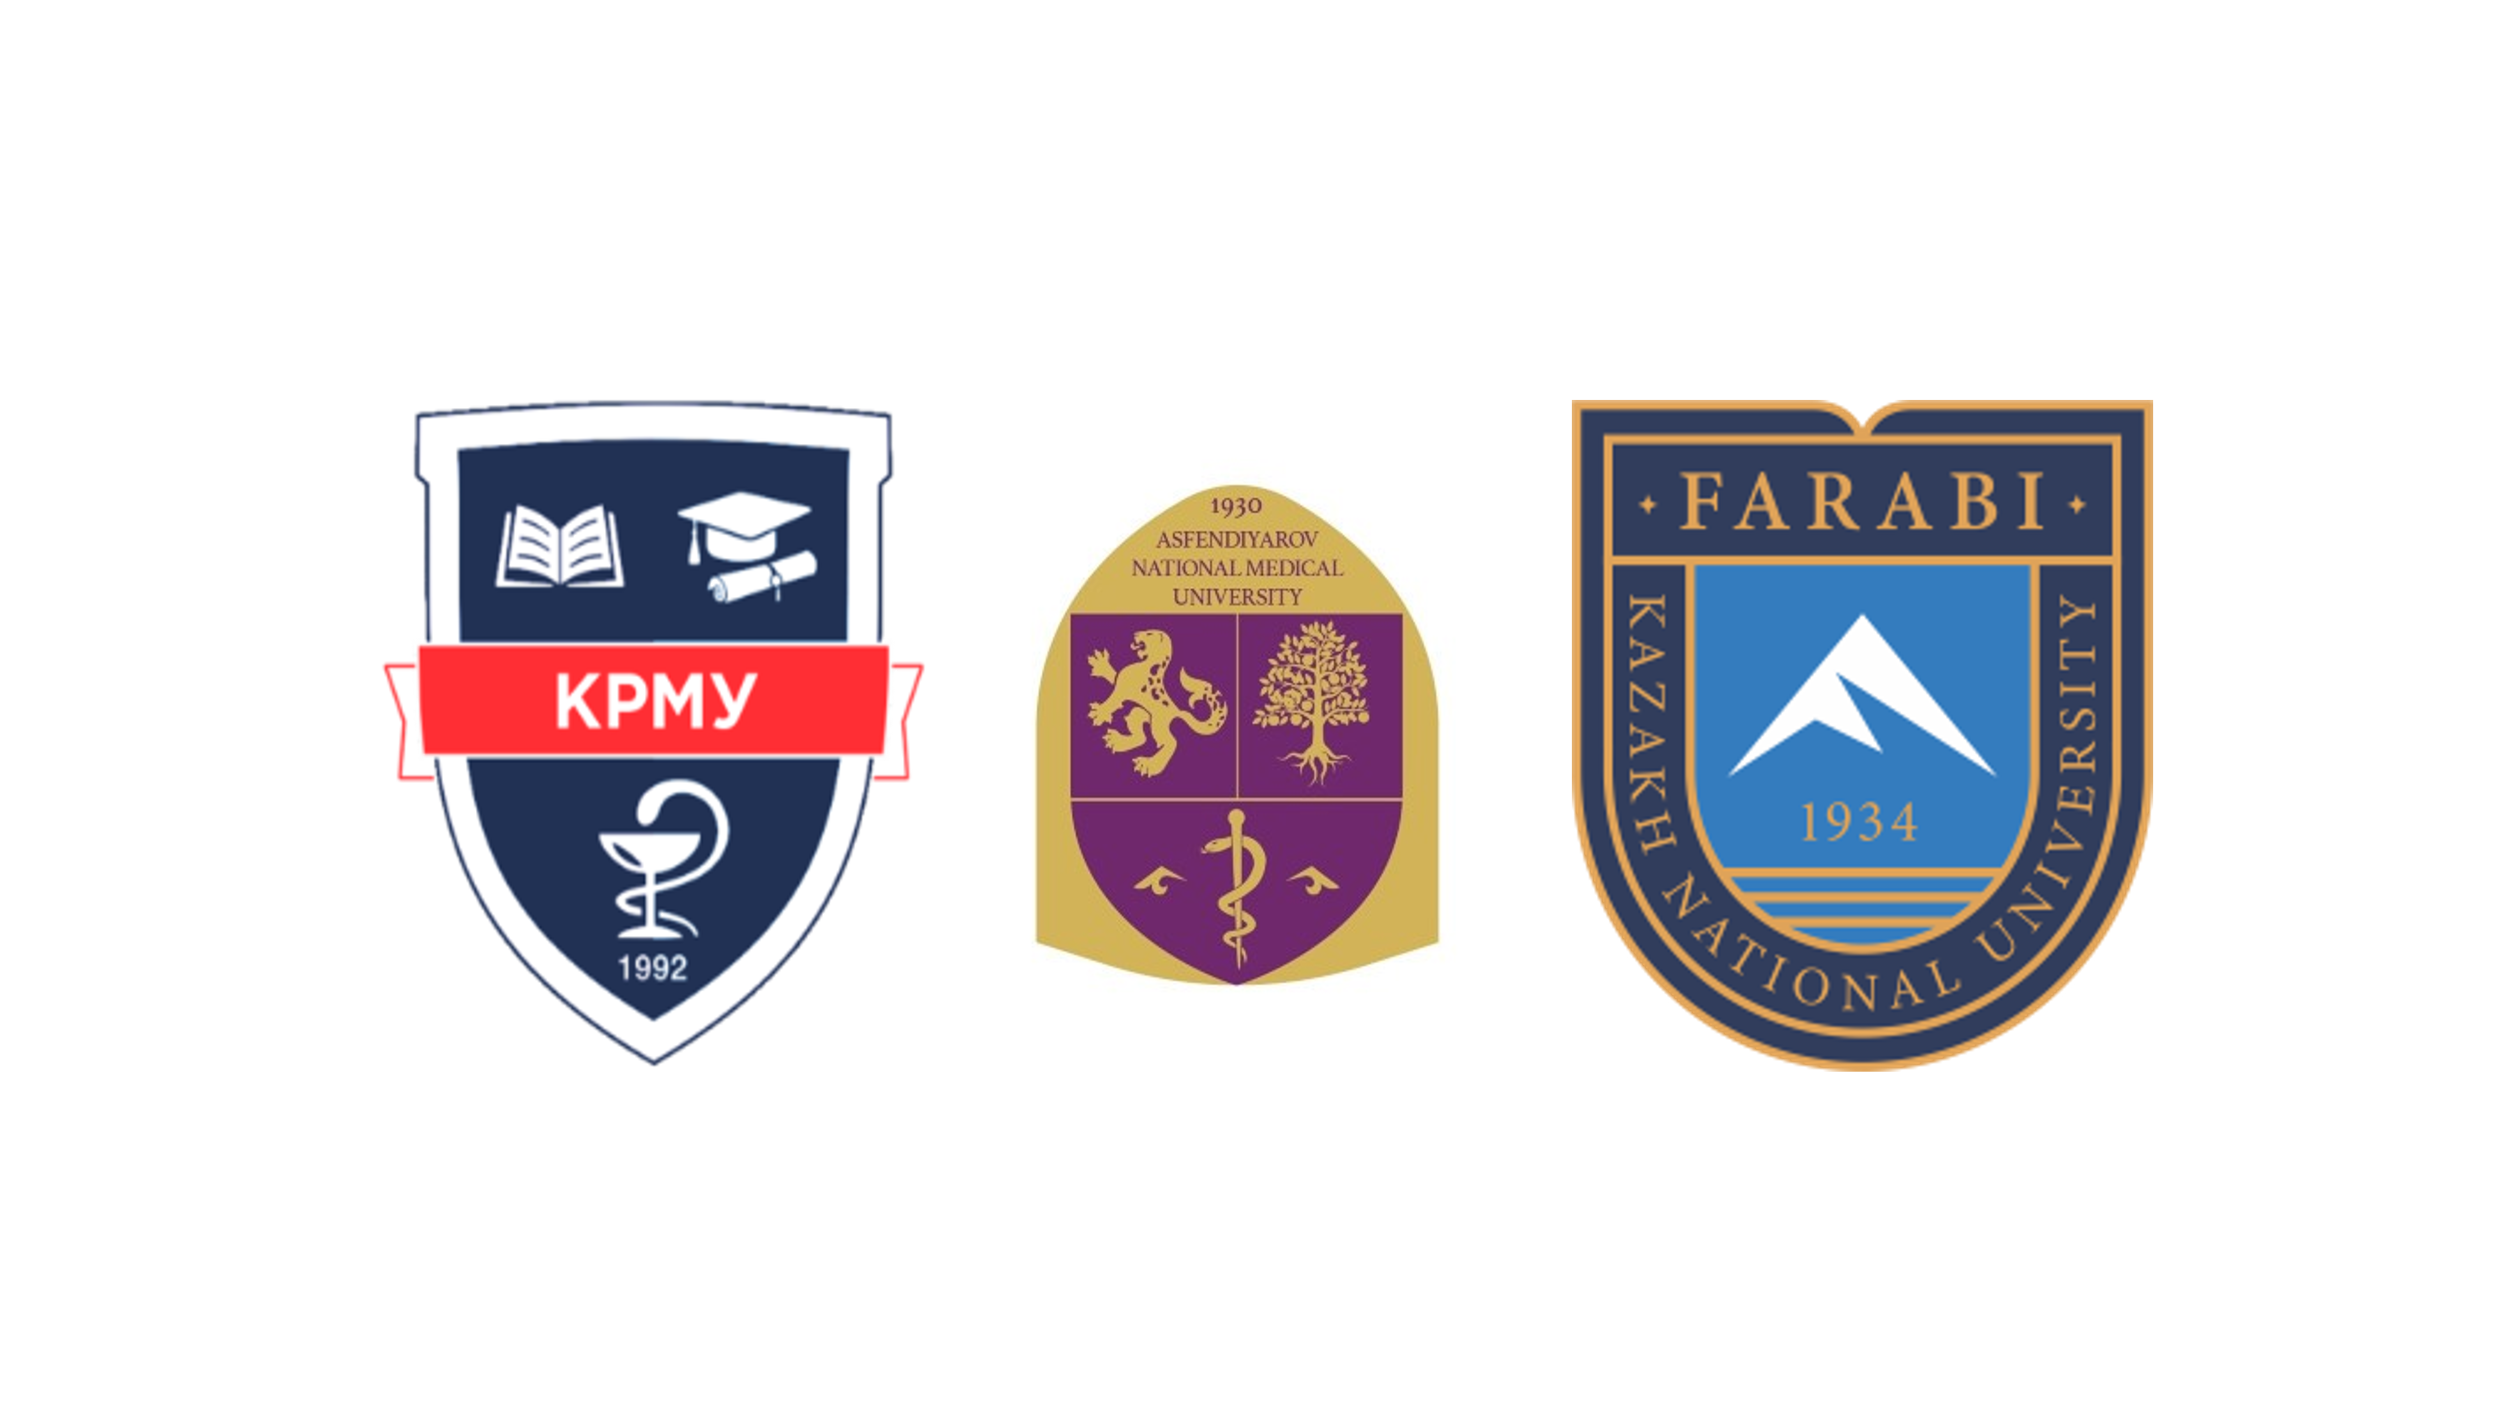 КРМУ
1992
1930
ASFENDIYAROV
NATIONAL MEDICAL
UNIVERSITY
FARABI
KAZAKH NATIONAL UNIVERSITY
1934